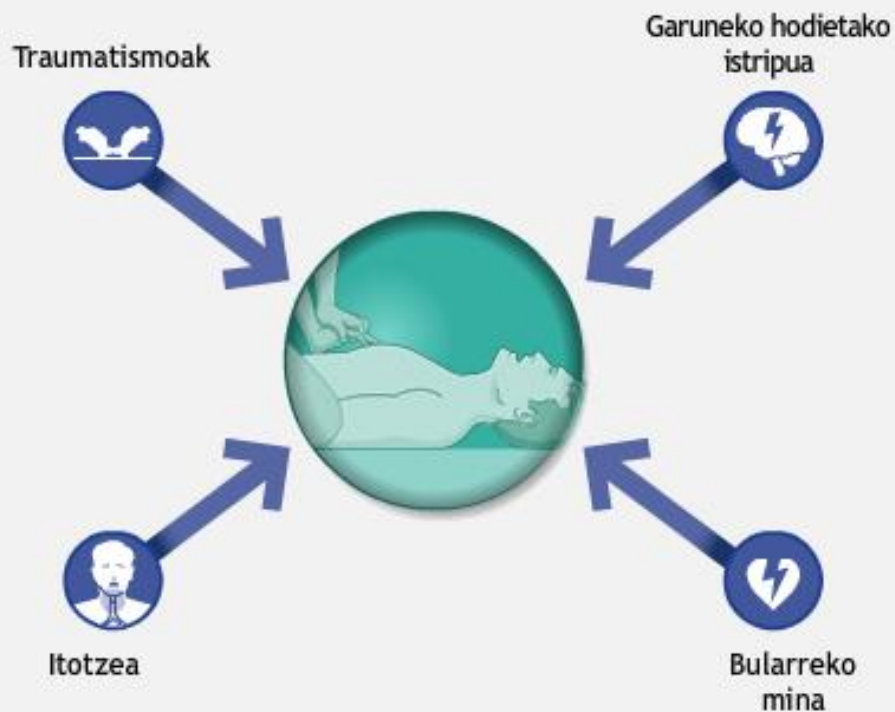 Traumatismoak
Garuneko hodietako
istripua
Itotzea
Bularreko
mina